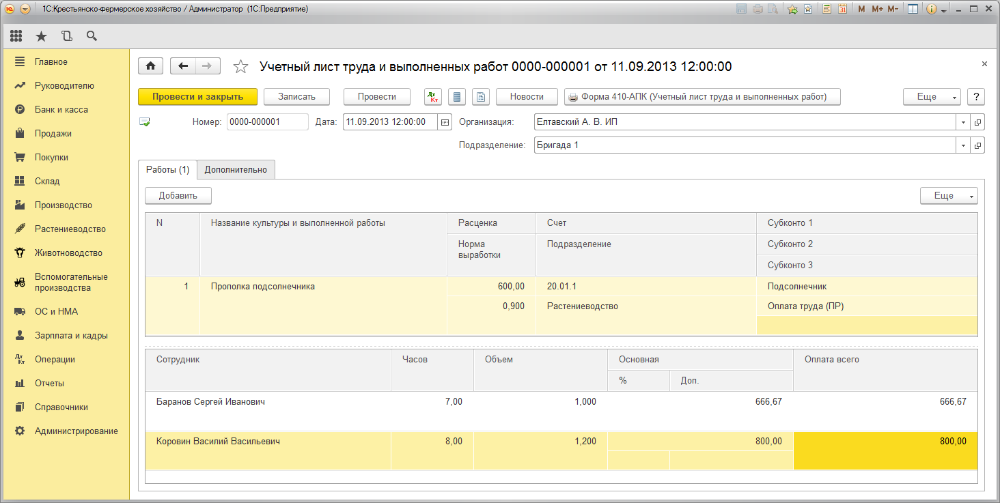 1С:Крестьянско-Фермерское хозяйство / Администратор (1С:Предприятие)
31 M M+ M-
Главное
Руководителю
Банк и касса
Продажи
Покупки
Склад
Производство
Растениеводство
Животноводство
Вспомогательные
производства
ОС и НМА
Зарплата и кадры
Операции
Отчеты
Справочники
Администрирование
Учетный лист труда и выполненных работ 0000-000001 от 11.09.2013 12:00:00
Провести и закрыть Записать Провести Дт Кт Новости Форма 410-АПК (Учетный лист труда и выполненных работ) Еще ?
Номер: 0000-000001 Дата: 11.09.2013 12:00:00 Организация: Елтавский А. В. ИП
Подразделение: Бригада 1
Работы (1) Дополнительно
Добавить Еще
N Название культуры и выполненной работы Расценка Счет Субконто 1
Норма выработки Подразделение Субконто 2
Субконто 3
1 Прополка подсолнечника 600,00 20.01.1 Подсолнечник
0,900 Растениеводство Оплата труда (ПР)
Сотрудник Часов Объем Основная Оплата всего
% Доп.
Баранов Сергей Иванович 7,00 1,000 666,67 666,67
Коровин Василий Васильевич 8,00 1,200 800,00 800,00